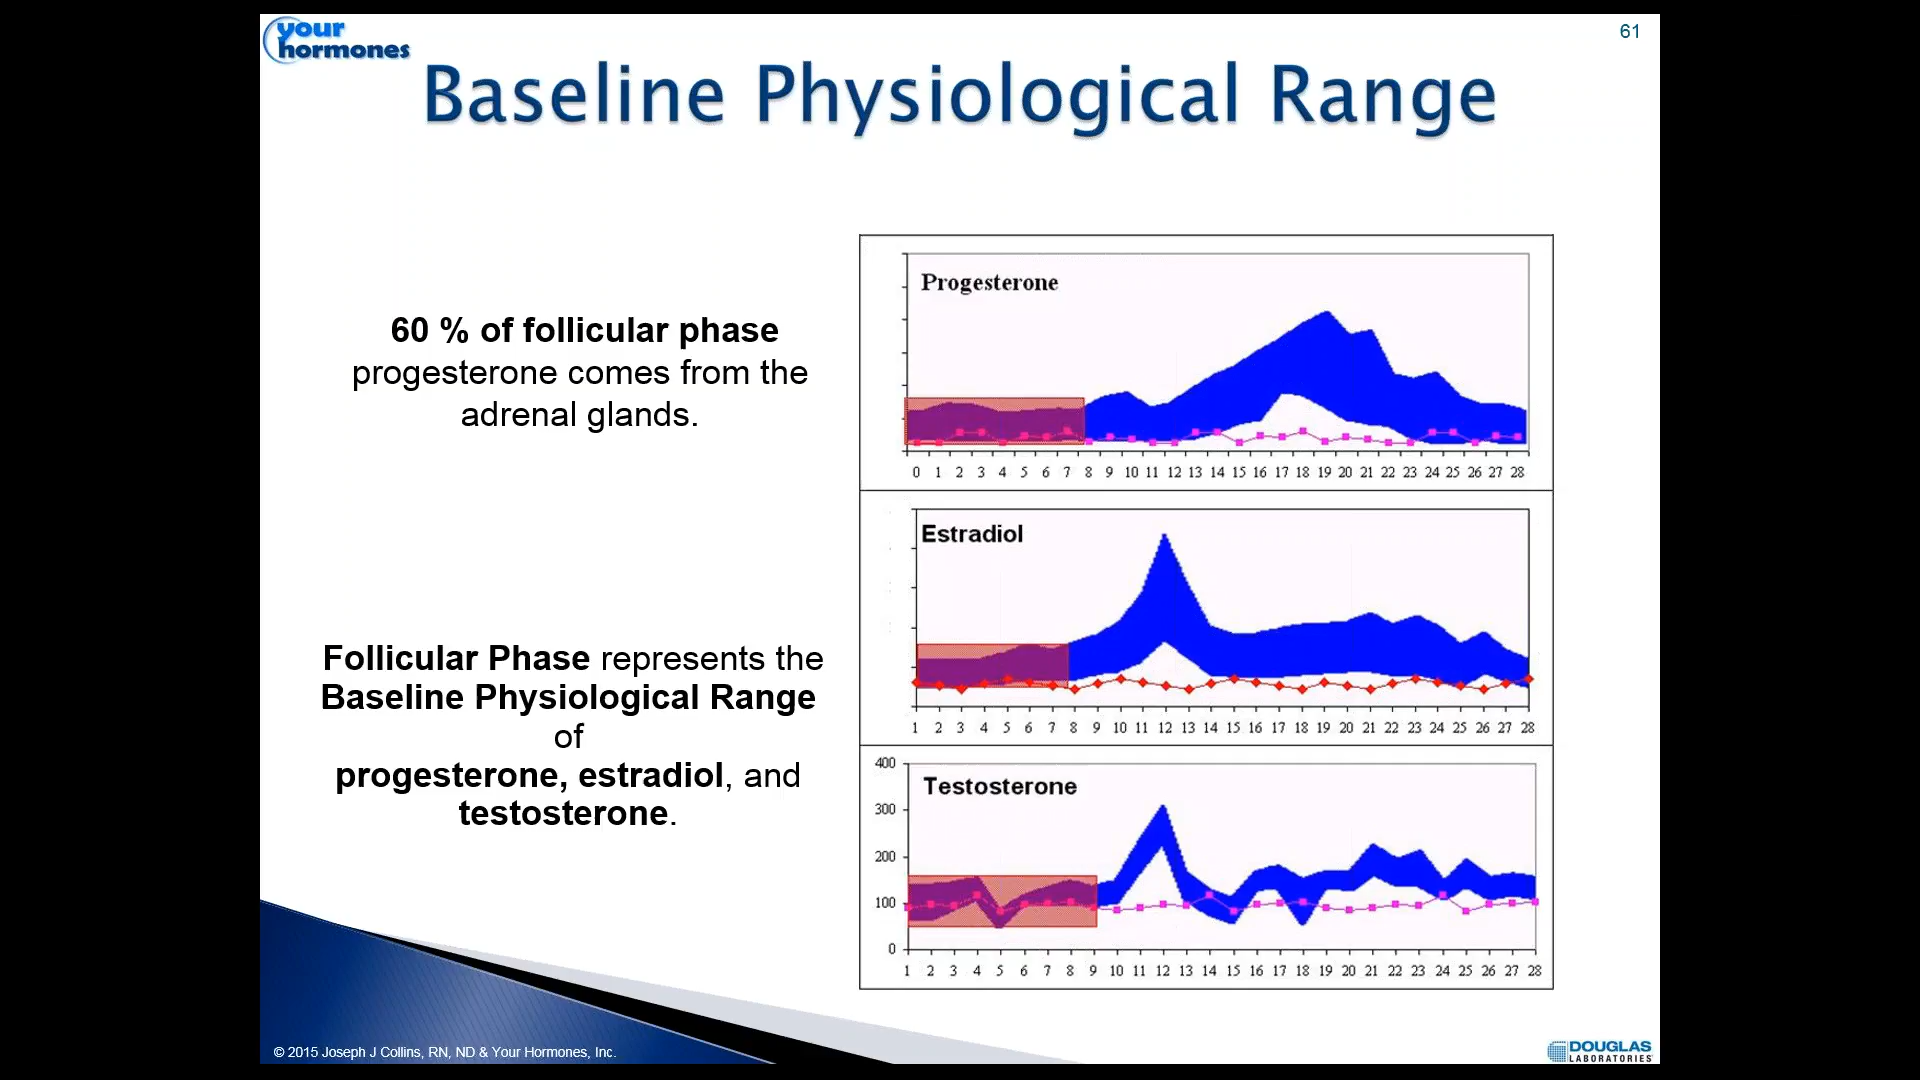 your
hormones
61
Baseline Physiological Range
60 % of follicular phase
progesterone comes from the
adrenal glands.
Follicular Phase represents the
Baseline Physiological Range
of
progesterone, estradiol, and
testosterone.
Progesterone
0 1 2 3 4 5 6 7 8 9 10 11 12 13 14 15 16 17 18 19 20 21 22 23 24 25 26 27 28
Estradiol
1 2 3 4 5 6 7 8 9 10 11 12 13 14 15 16 17 18 19 20 21 22 23 24 25 26 27 28
400
Testosterone
300
200
100
0
1 2 3 4 5 6 7 8 9 10 11 12 13 14 15 16 17 18 19 20 21 22 23 24 25 26 27 28
© 2015 Joseph J Collins, RN, ND & Your Hormones, Inc.
DOUGLAS
LABORATORIES